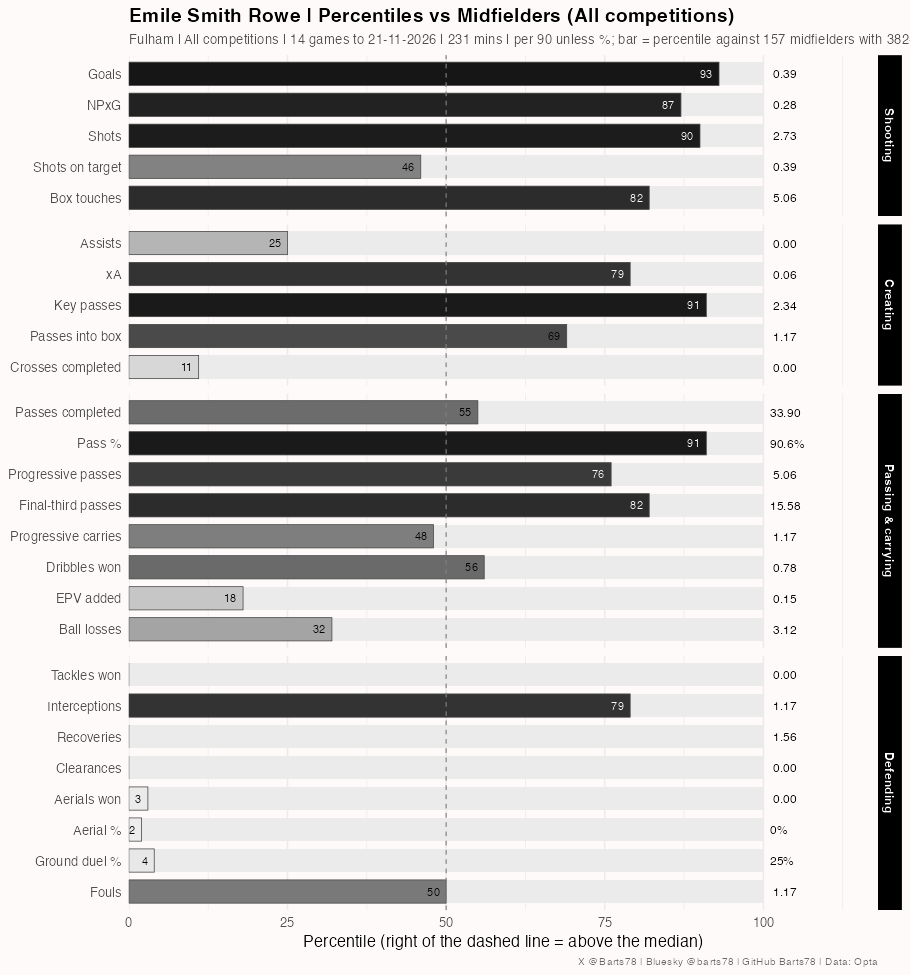 Emile Smith Rowe | Percentiles vs Midfielders (All competitions)
Fulham | All competitions | 14 games to 21-11-2026 | 231 mins | per 90 unless %; bar = percentile against 157 midfielders with 382
Shooting
Goals 93 0.39
NPxG 87 0.28
Shots 90 2.73
Shots on target 46 0.39
Box touches 82 5.06
Creating
Assists 25 0.00
xA 79 0.06
Key passes 91 2.34
Passes into box 69 1.17
Crosses completed 11 0.00
Passing & carrying
Passes completed 55 33.90
Pass % 91 90.6%
Progressive passes 76 5.06
Final-third passes 82 15.58
Progressive carries 48 1.17
Dribbles won 56 0.78
EPV added 18 0.15
Ball losses 32 3.12
Defending
Tackles won 0.00
Interceptions 79 1.17
Recoveries 1.56
Clearances 0.00
Aerials won 3 0.00
Aerial % 2 0%
Ground duel % 4 25%
Fouls 50 1.17
0 25 50 75 100
Percentile (right of the dashed line = above the median)
X @Barts78 | Bluesky @barts78 | GitHub Barts78 | Data: Opta